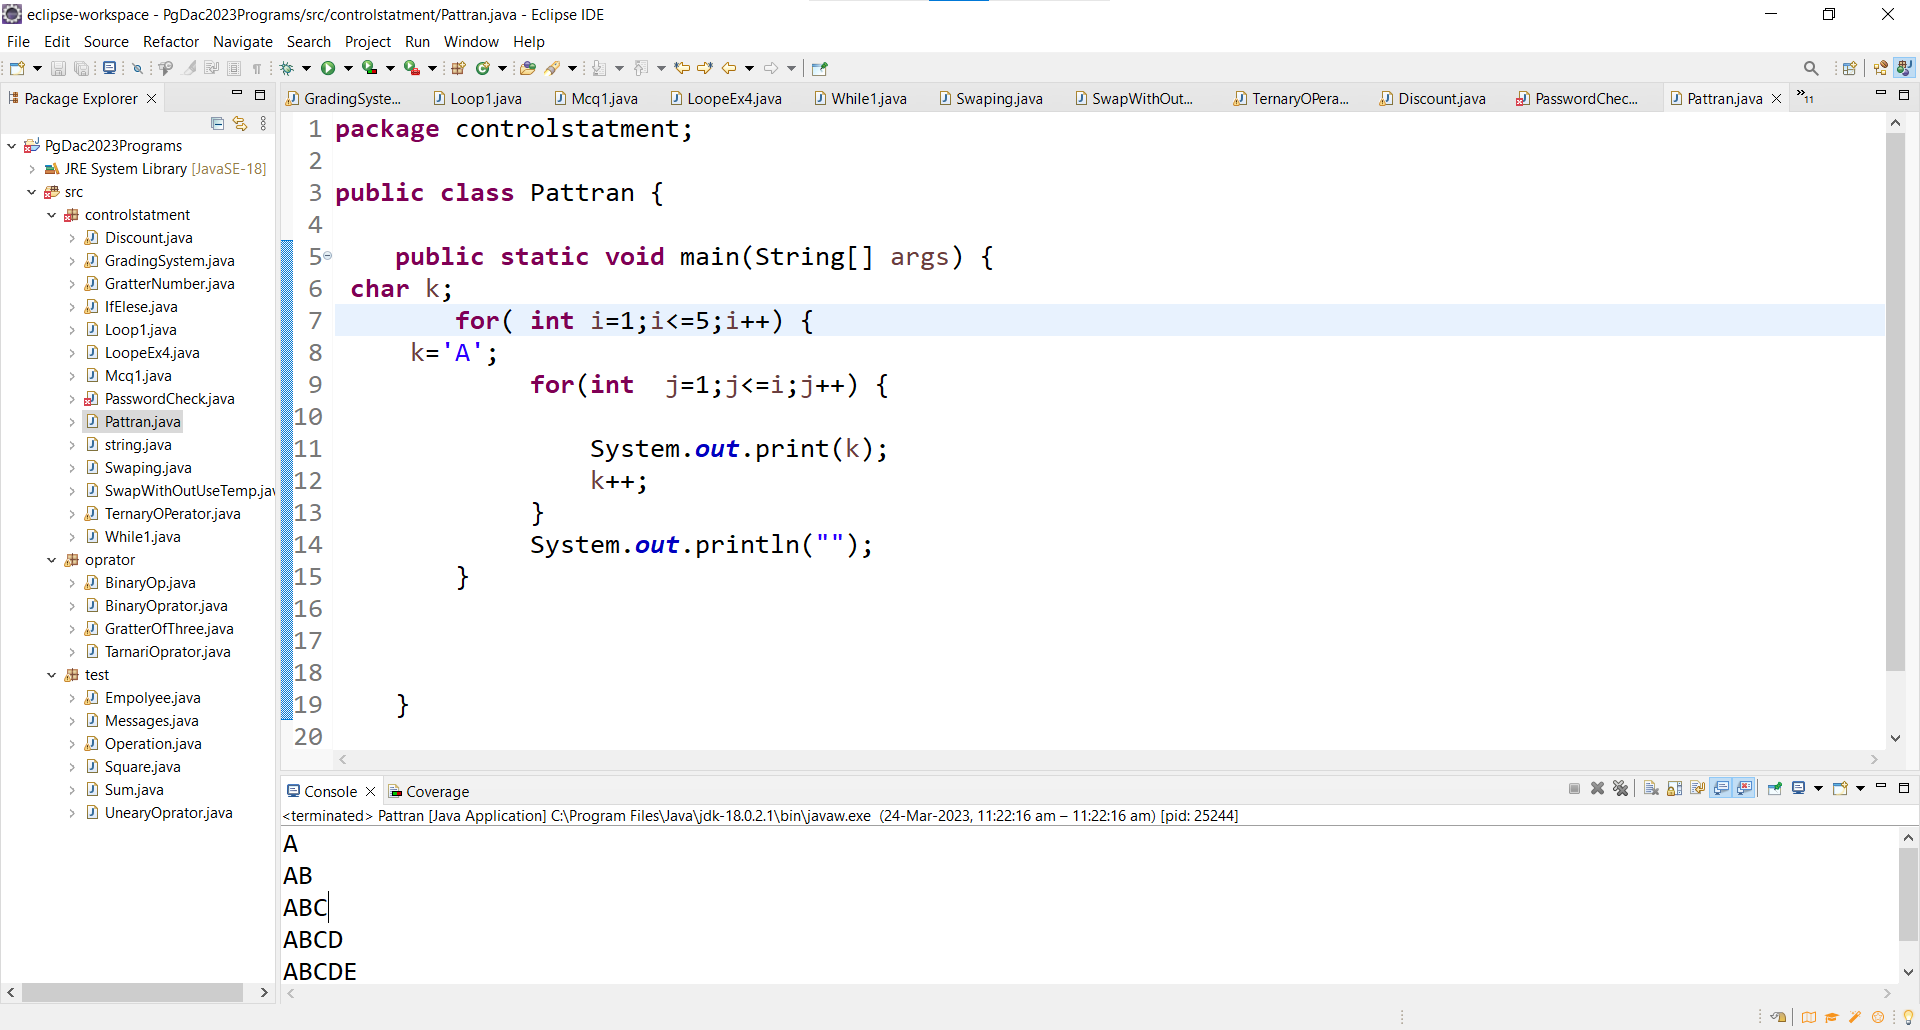 eclipse-workspace - PgDac2023Programs/src/controlstatment/Pattran.java - Eclipse IDE
File Edit Source Refactor Navigate Search Project Run Window Help
Package Explorer
GradingSyste... Loop1.java Mcq1.java LoopeEx4.java While1.java Swaping.java SwapWithOut... TernaryOPera... Discount.java PasswordChec... Pattran.java »11
PgDac2023Programs
JRE System Library [JavaSE-18]
src
controlstatment
Discount.java
GradingSystem.java
GratterNumber.java
IfElese.java
Loop1.java
LoopeEx4.java
Mcq1.java
PasswordCheck.java
Pattran.java
string.java
Swaping.java
SwapWithOutUseTemp.jav
TernaryOPerator.java
While1.java
oprator
BinaryOp.java
BinaryOprator.java
GratterOfThree.java
TarnariOprator.java
test
Empolyee.java
Messages.java
Operation.java
Square.java
Sum.java
UnearyOprator.java
1 package controlstatment;
2
3 public class Pattran {
4
5 public static void main(String[] args) {
6 char k;
7 for( int i=1;i<=5;i++) {
8 k='A';
9 for(int  j=1;j<=i;j++) {
10
11 System.out.print(k);
12 k++;
13 }
14 System.out.println("");
15 }
16
17
18
19 }
20
Console Coverage
<terminated> Pattran [Java Application] C:\Program Files\Java\jdk-18.0.2.1\bin\javaw.exe  (24-Mar-2023, 11:22:16 am – 11:22:16 am) [pid: 25244]
A
AB
ABC
ABCD
ABCDE